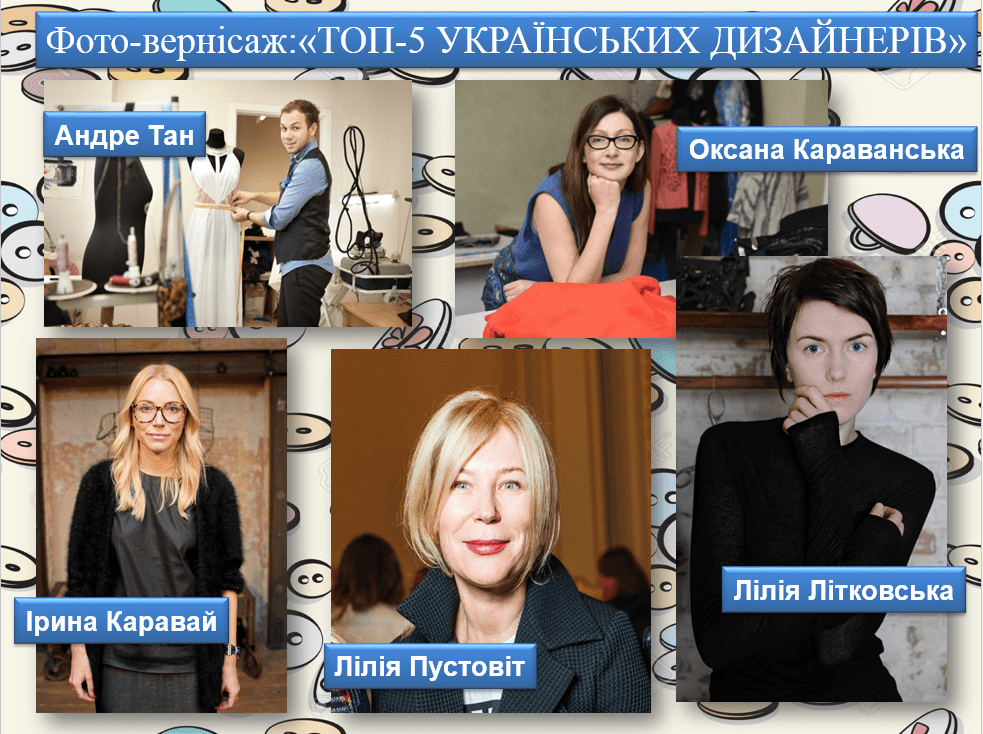 Фото-вернісаж:«ТОП-5 УКРАЇНСЬКИХ ДИЗАЙНЕРІВ»
Андре Тан
Оксана Караванська
Ірина Каравай
Лілія Пустовіт
Лілія Літковська